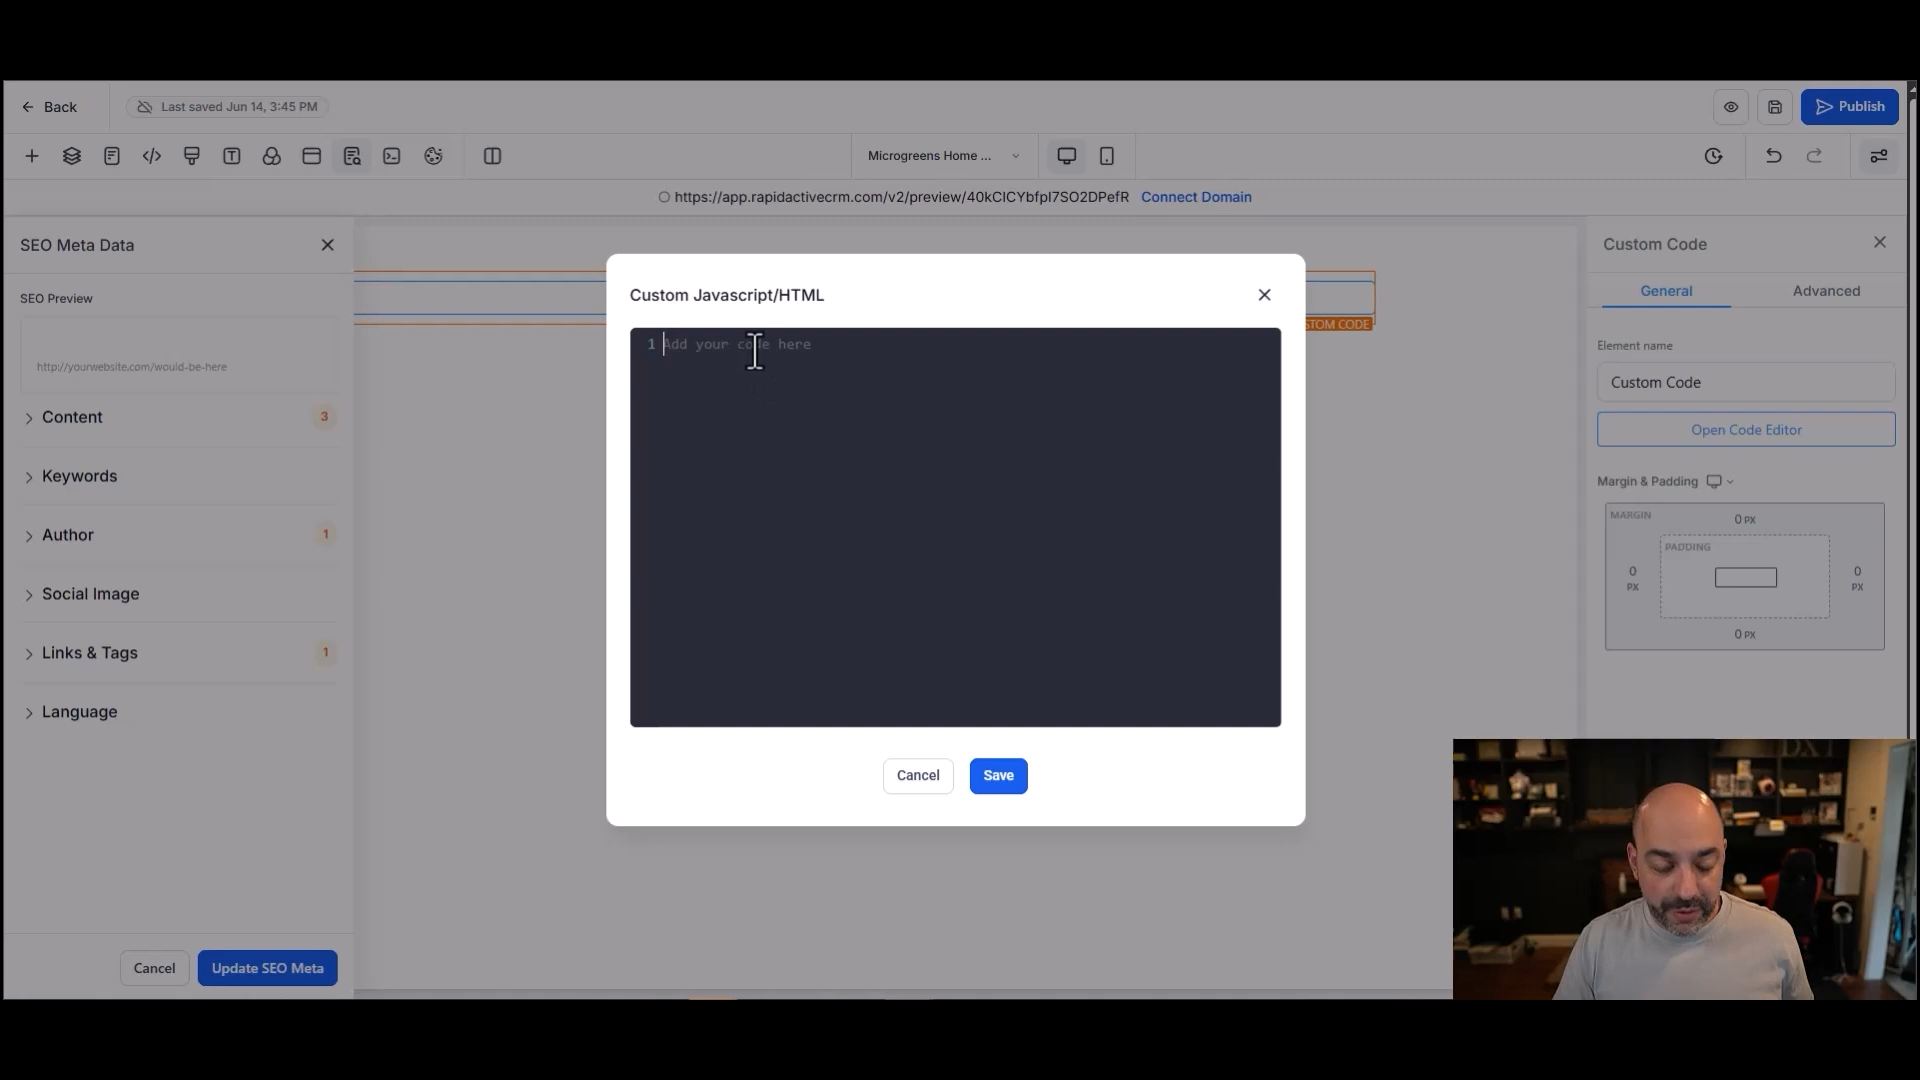 Back
Last saved Jun 14, 3:45 PM
Publish
Microgreens Home ...
https://app.rapidactivecrm.com/v2/preview/40kCICYbfpI7SO2DPefR Connect Domain
SEO Meta Data
SEO Preview
http://yourwebsite.com/would-be-here
Content 3
Keywords
Author 1
Social Image
Links & Tags 1
Language
Cancel Update SEO Meta
Custom Javascript/HTML
1 Add your code here
Cancel Save
STOM CODE
Custom Code
General Advanced
Element name
Custom Code
Open Code Editor
Margin & Padding
MARGIN
0 PX
PADDING
0 PX
0 PX
0 PX